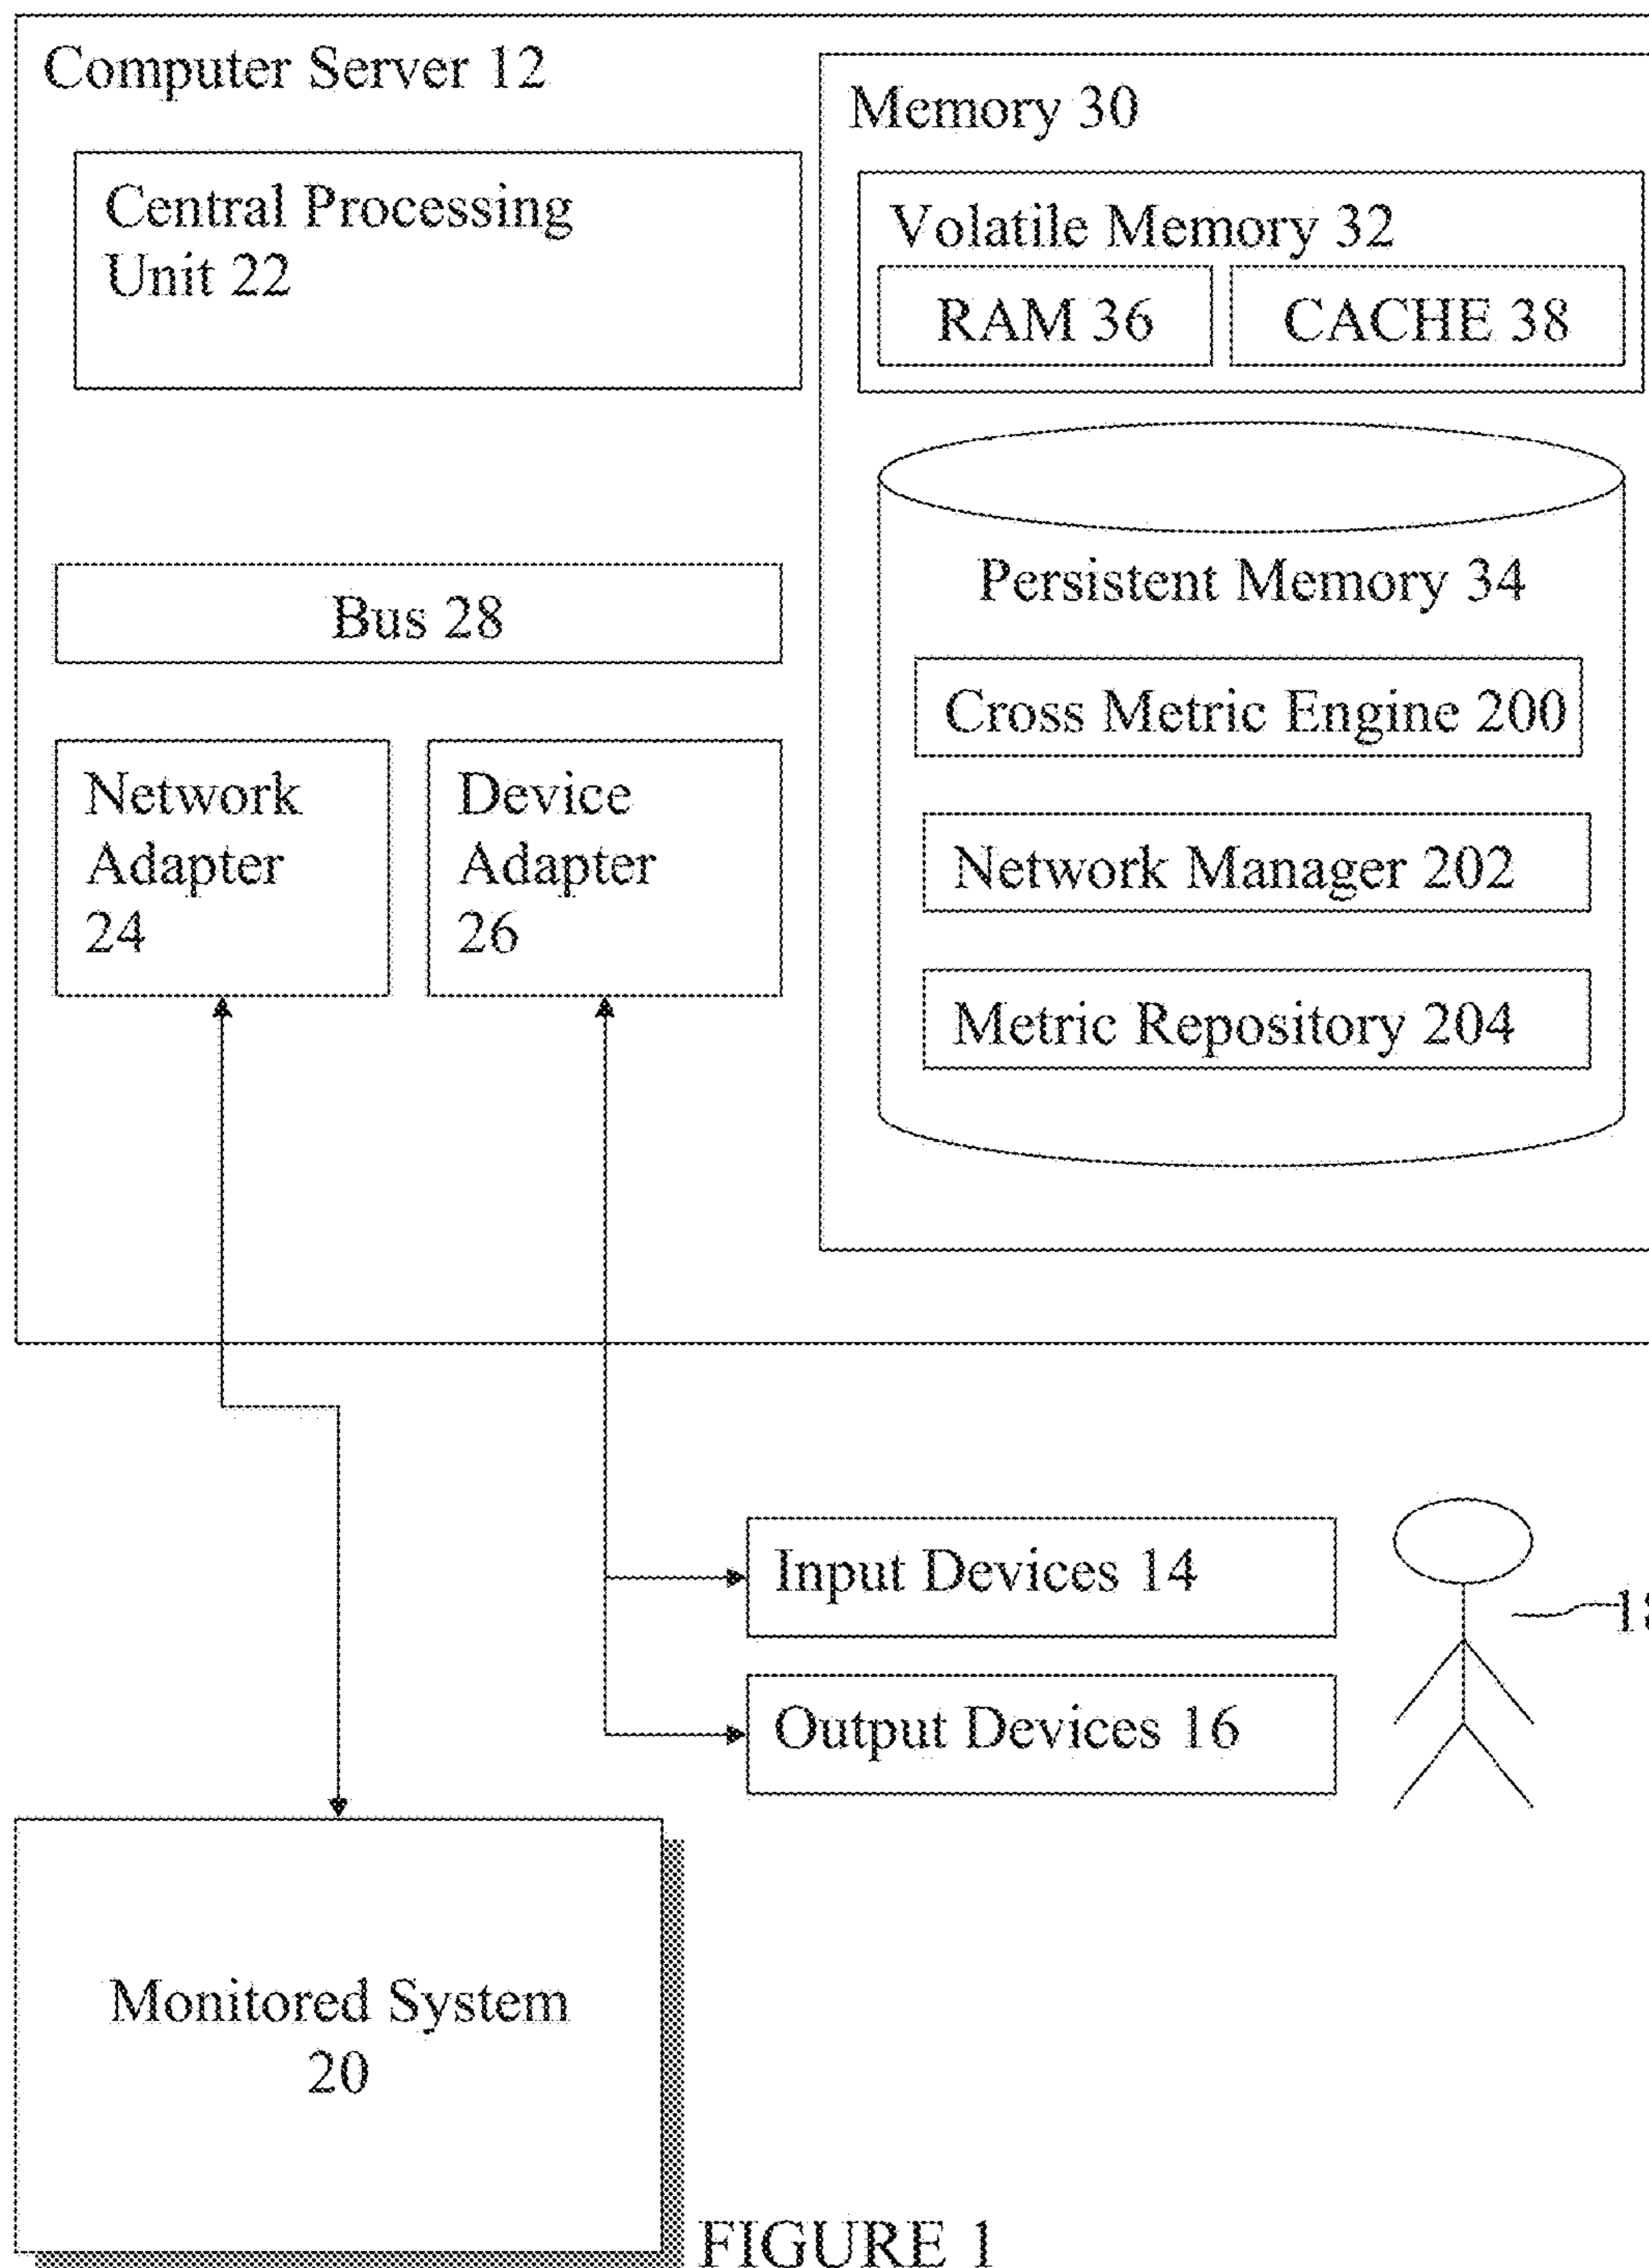 Computer Server 12
Central Processing
Unit 22
Bus 28
Network
Adapter
24
Device
Adapter
26
Memory 30
Volatile Memory 32
RAM 36
CACHE 38
Persistent Memory 34
Cross Metric Engine 200
Network Manager 202
Metric Repository 204
Input Devices 14
Output Devices 16
18
Monitored System
20
FIGURE 1